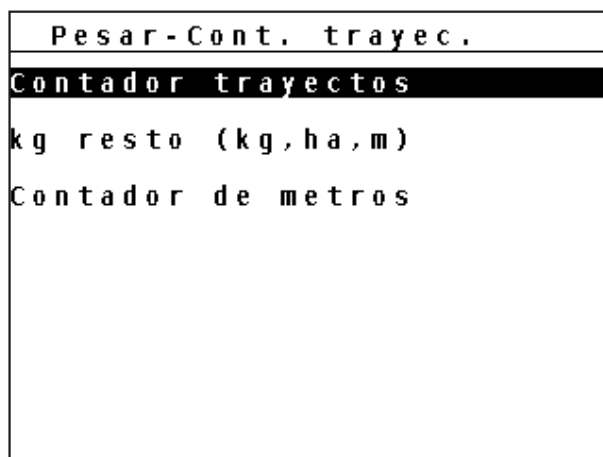 Pesar-Cont. trayec.
Contador trayectos
kg resto (kg,ha,m)
Contador de metros